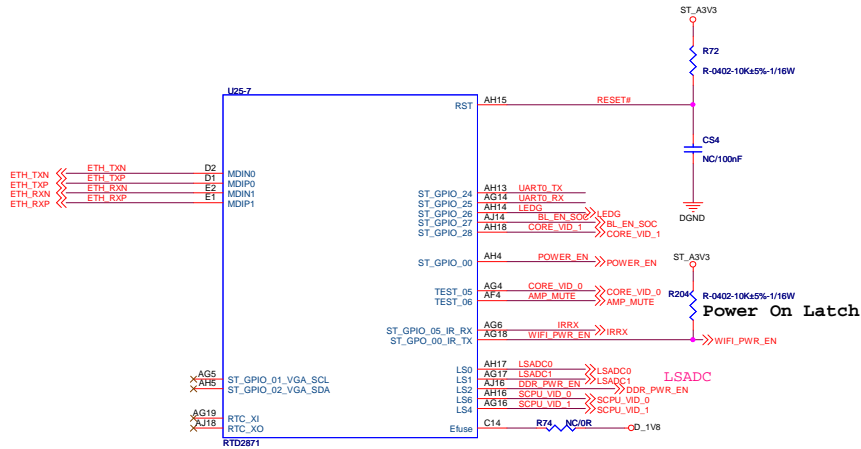 ST_A3V3
R72
R-0402-10K±5%-1/16W
U25-7
RST
AH15
RESET#
CS4
NC/100nF
DGND
ETH_TXN
ETH_TXN
D2
MDIN0
ETH_TXP
ETH_TXP
D1
MDIP0
ETH_RXN
ETH_RXN
E2
MDIN1
ETH_RXP
ETH_RXP
E1
MDIP1
ST_GPIO_24
AH13
UART0_TX
ST_GPIO_25
AG14
UART0_RX
ST_GPIO_26
AH14
LEDG
LEDG
ST_GPIO_27
AJ14
BL_EN_SOC
BL_EN_SOC
ST_GPIO_28
AH18
CORE_VID_1
CORE_VID_1
ST_GPIO_00
AH4
POWER_EN
POWER_EN
ST_A3V3
TEST_05
AG4
CORE_VID_0
CORE_VID_0
TEST_06
AF4
AMP_MUTE
AMP_MUTE
R204
R-0402-10K±5%-1/16W
Power On Latch
ST_GPIO_05_IR_RX
AG6
IRRX
IRRX
ST_GPO_00_IR_TX
AG18
WIFI_PWR_EN
WIFI_PWR_EN
LS0
AH17
LSADC0
LSADC0
LS1
AG17
LSADC1
LSADC1
LSADC
LS2
AJ16
DDR_PWR_EN
DDR_PWR_EN
LS6
AH16
SCPU_VID_0
SCPU_VID_0
LS4
AG16
SCPU_VID_1
SCPU_VID_1
AG5
ST_GPIO_01_VGA_SCL
AH5
ST_GPIO_02_VGA_SDA
AG19
RTC_XI
AJ18
RTC_XO
Efuse
C14
R74
NC/0R
D_1V8
RTD2871